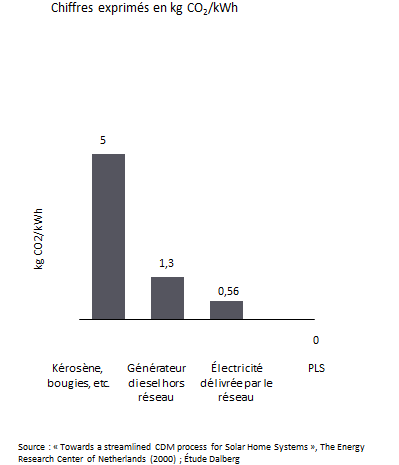 Chiffres exprimés en kg CO₂/kWh
5
1,3
0,56
0
kg CO2/kWh
Kérosène,
bougies, etc.
Générateur
diesel hors
réseau
Électricité
délivrée par le
réseau
PLS
Source : « Towards a streamlined CDM process for Solar Home Systems », The Energy
Research Center of Netherlands (2000) ; Étude Dalberg